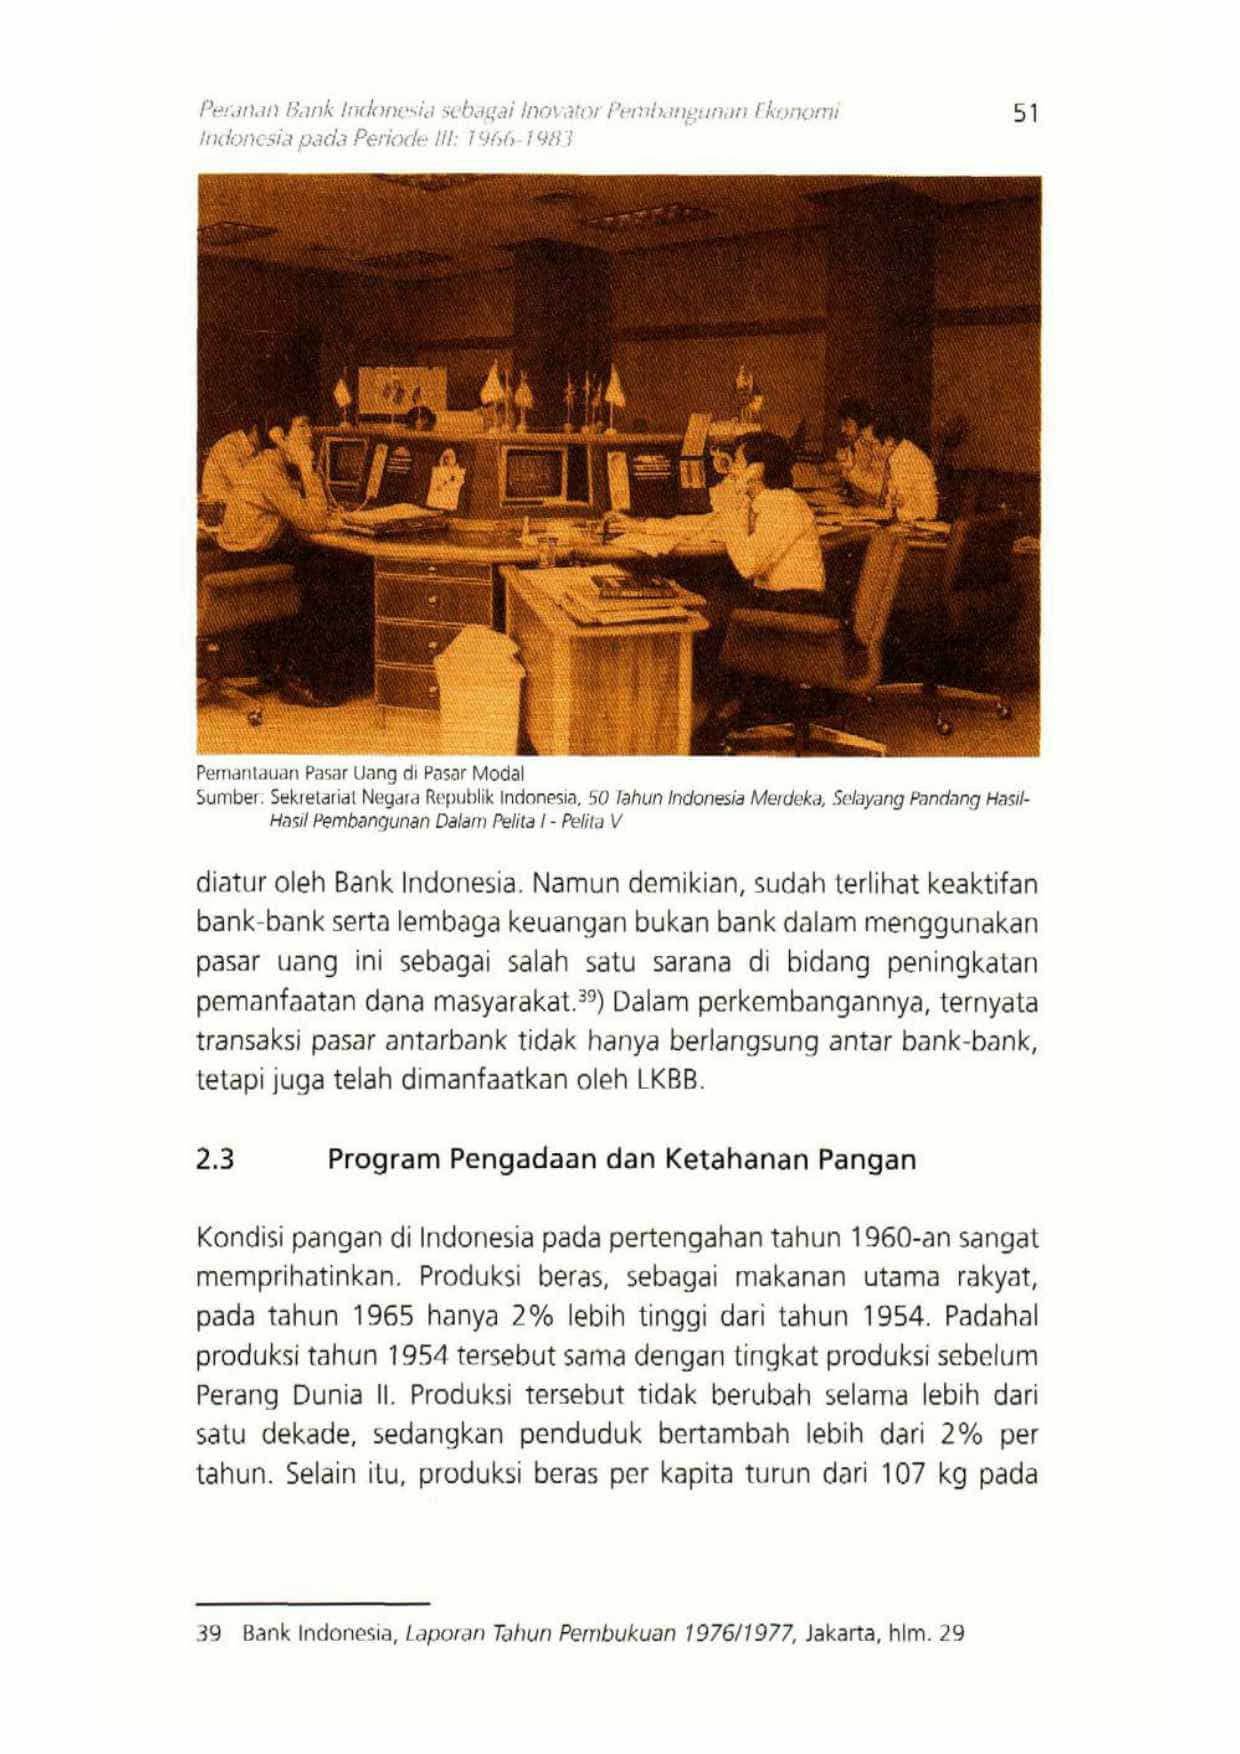 Peranan Bank Indonesia sebagai Inovator Pembangunan Ekonomi
Indonesia pada Periode III: 1966-1983
51
Pemantauan Pasar Uang di Pasar Modal
Sumber: Sekretariat Negara Republik Indonesia, 50 Tahun Indonesia Merdeka, Selayang Pandang Hasil-
Hasil Pembangunan Dalam Pelita I - Pelita V
diatur oleh Bank Indonesia. Namun demikian, sudah terlihat keaktifan
bank-bank serta lembaga keuangan bukan bank dalam menggunakan
pasar uang ini sebagai salah satu sarana di bidang peningkatan
pemanfaatan dana masyarakat.³⁹) Dalam perkembangannya, ternyata
transaksi pasar antarbank tidak hanya berlangsung antar bank-bank,
tetapi juga telah dimanfaatkan oleh LKBB.
2.3 Program Pengadaan dan Ketahanan Pangan
Kondisi pangan di Indonesia pada pertengahan tahun 1960-an sangat
memprihatinkan. Produksi beras, sebagai makanan utama rakyat,
pada tahun 1965 hanya 2% lebih tinggi dari tahun 1954. Padahal
produksi tahun 1954 tersebut sama dengan tingkat produksi sebelum
Perang Dunia II. Produksi tersebut tidak berubah selama lebih dari
satu dekade, sedangkan penduduk bertambah lebih dari 2% per
tahun. Selain itu, produksi beras per kapita turun dari 107 kg pada
39 Bank Indonesia, Laporan Tahun Pembukuan 1976/1977, Jakarta, hlm. 29